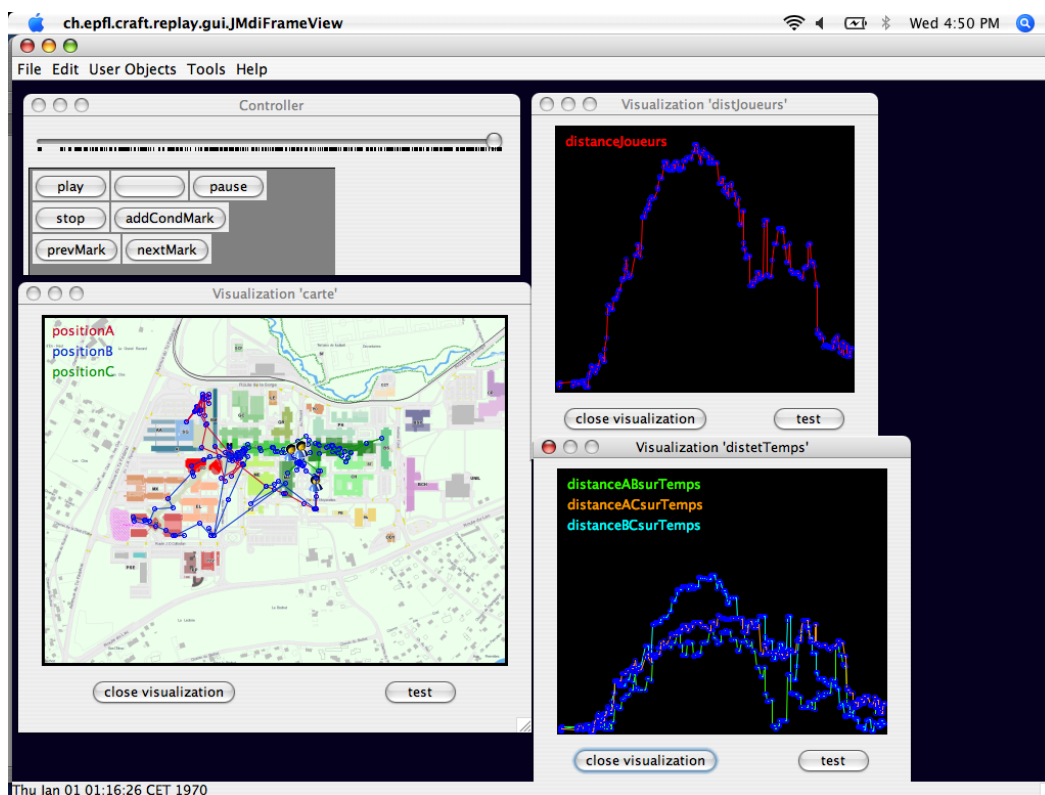 ch.epfl.craft.replay.gui.JMdiFrameView
Wed 4:50 PM
File Edit User Objects Tools Help
Controller
play
pause
stop
addCondMark
prevMark
nextMark
Visualization 'distJoueurs'
distanceJoueurs
close visualization
test
Visualization 'carte'
positionA
positionB
positionC
close visualization
test
Visualization 'distetTemps'
distanceABsurTemps
distanceACsurTemps
distanceBCsurTemps
close visualization
test
Thu Jan 01 01:16:26 CET 1970